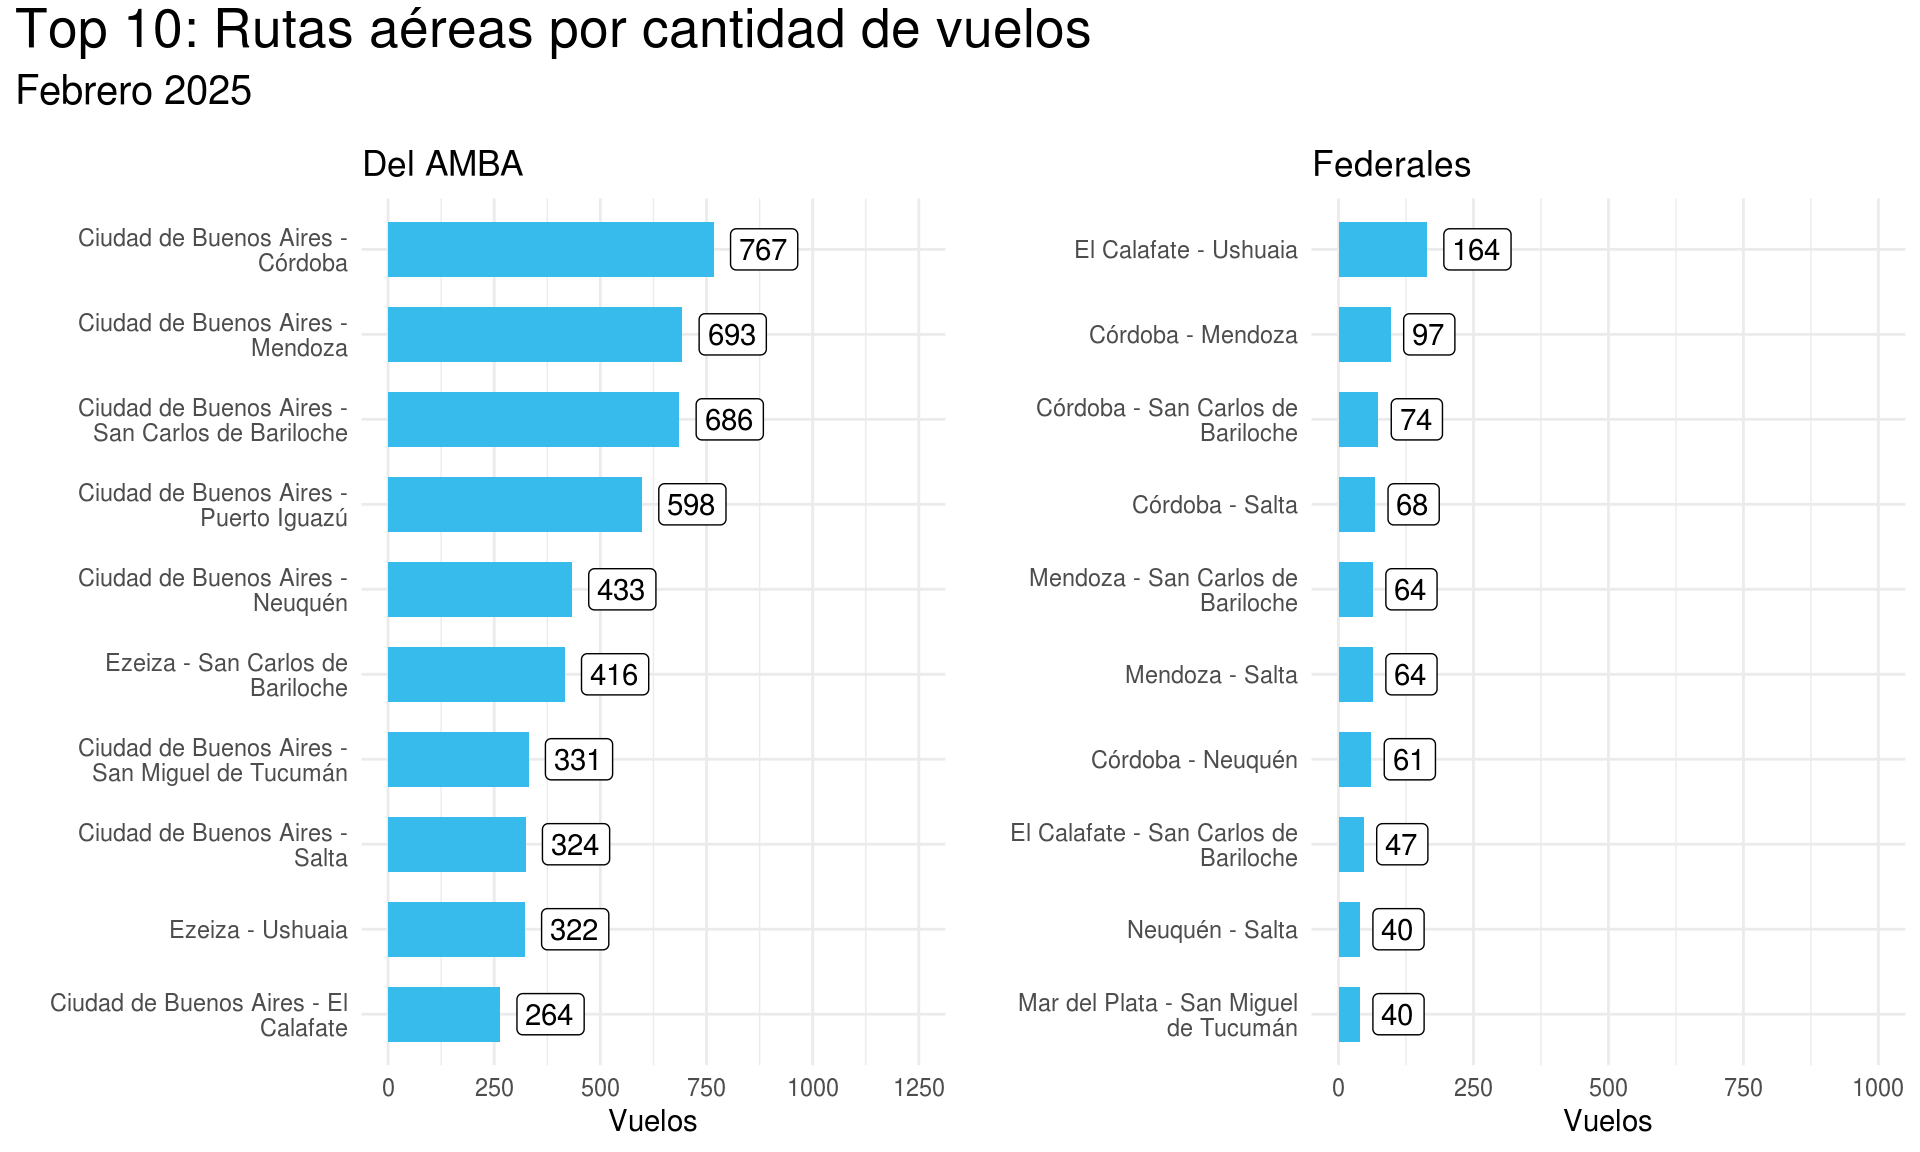 Top 10: Rutas aéreas por cantidad de vuelos
Febrero 2025
Del AMBA
Ciudad de Buenos Aires -
Córdoba
767
Ciudad de Buenos Aires -
Mendoza
693
Ciudad de Buenos Aires -
San Carlos de Bariloche
686
Ciudad de Buenos Aires -
Puerto Iguazú
598
Ciudad de Buenos Aires -
Neuquén
433
Ezeiza - San Carlos de
Bariloche
416
Ciudad de Buenos Aires -
San Miguel de Tucumán
331
Ciudad de Buenos Aires -
Salta
324
Ezeiza - Ushuaia
322
Ciudad de Buenos Aires - El
Calafate
264
0 250 500 750 1000 1250
Vuelos
Federales
El Calafate - Ushuaia
164
Córdoba - Mendoza
97
Córdoba - San Carlos de
Bariloche
74
Córdoba - Salta
68
Mendoza - San Carlos de
Bariloche
64
Mendoza - Salta
64
Córdoba - Neuquén
61
El Calafate - San Carlos de
Bariloche
47
Neuquén - Salta
40
Mar del Plata - San Miguel
de Tucumán
40
0 250 500 750 1000
Vuelos